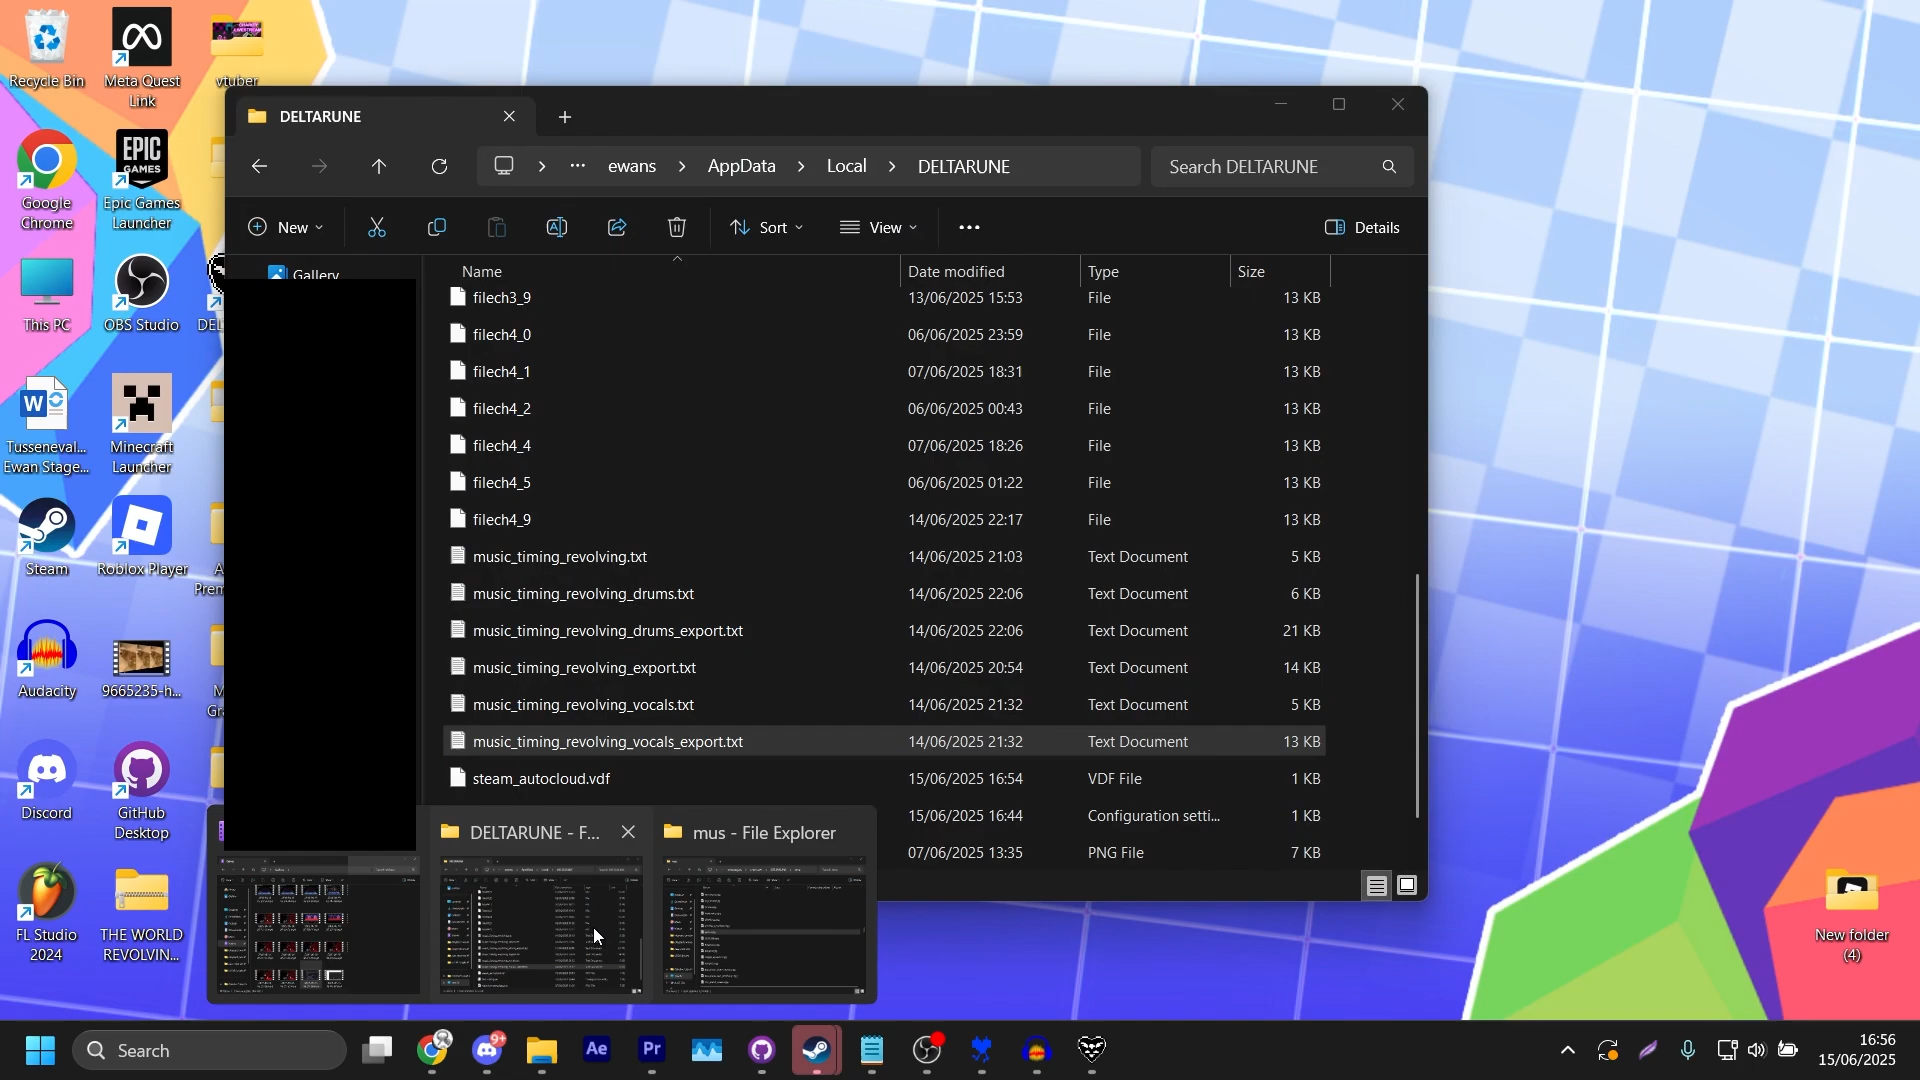 Recycle Bin
Meta Quest
Link
vtuber
Google
Chrome
EPIC
GAMES
Epic Games
Launcher
This PC
OBS Studio
DEL
W
Tusseneval...
Ewan Stage...
Minecraft
Launcher
Steam
Roblox Player
A
Prem
Audacity
9665235-h...
M
Gr
Discord
GitHub
Desktop
FL Studio
2024
THE WORLD
REVOLVIN...
New folder
(4)
DELTARUNE
ewans
AppData
Local
DELTARUNE
Search DELTARUNE
New
Sort
View
Details
Gallery
Name Date modified Type Size
filech3_9 13/06/2025 15:53 File 13 KB
filech4_0 06/06/2025 23:59 File 13 KB
filech4_1 07/06/2025 18:31 File 13 KB
filech4_2 06/06/2025 00:43 File 13 KB
filech4_4 07/06/2025 18:26 File 13 KB
filech4_5 06/06/2025 01:22 File 13 KB
filech4_9 14/06/2025 22:17 File 13 KB
music_timing_revolving.txt 14/06/2025 21:03 Text Document 5 KB
music_timing_revolving_drums.txt 14/06/2025 22:06 Text Document 6 KB
music_timing_revolving_drums_export.txt 14/06/2025 22:06 Text Document 21 KB
music_timing_revolving_export.txt 14/06/2025 20:54 Text Document 14 KB
music_timing_revolving_vocals.txt 14/06/2025 21:32 Text Document 5 KB
music_timing_revolving_vocals_export.txt 14/06/2025 21:32 Text Document 13 KB
steam_autocloud.vdf 15/06/2025 16:54 VDF File 1 KB
15/06/2025 16:44 Configuration setti... 1 KB
07/06/2025 13:35 PNG File 7 KB
DELTARUNE - F...
mus - File Explorer
Search
9+
Ae
Pr
16:56
15/06/2025